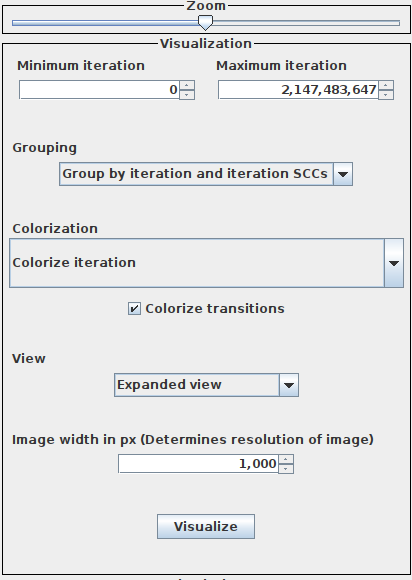 Zoom
Visualization
Minimum iteration Maximum iteration
0 2,147,483,647
Grouping
Group by iteration and iteration SCCs
Colorization
Colorize iteration
Colorize transitions
View
Expanded view
Image width in px (Determines resolution of image)
1,000
Visualize